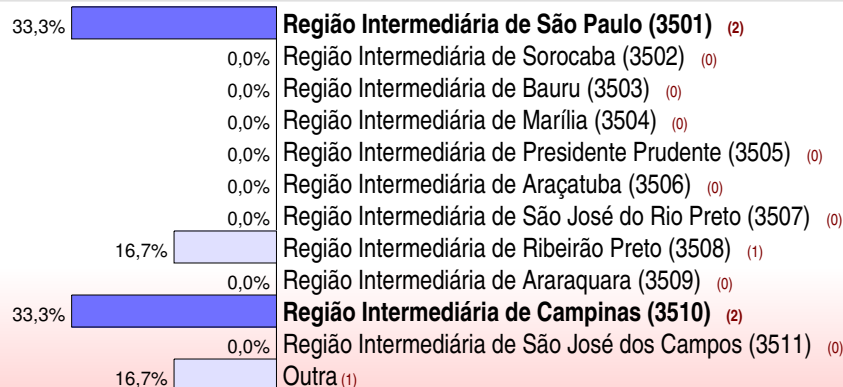 33,3% Região Intermediária de São Paulo (3501) (2)
0,0% Região Intermediária de Sorocaba (3502) (0)
0,0% Região Intermediária de Bauru (3503) (0)
0,0% Região Intermediária de Marília (3504) (0)
0,0% Região Intermediária de Presidente Prudente (3505) (0)
0,0% Região Intermediária de Araçatuba (3506) (0)
0,0% Região Intermediária de São José do Rio Preto (3507) (0)
16,7% Região Intermediária de Ribeirão Preto (3508) (1)
0,0% Região Intermediária de Araraquara (3509) (0)
33,3% Região Intermediária de Campinas (3510) (2)
0,0% Região Intermediária de São José dos Campos (3511) (0)
16,7% Outra (1)